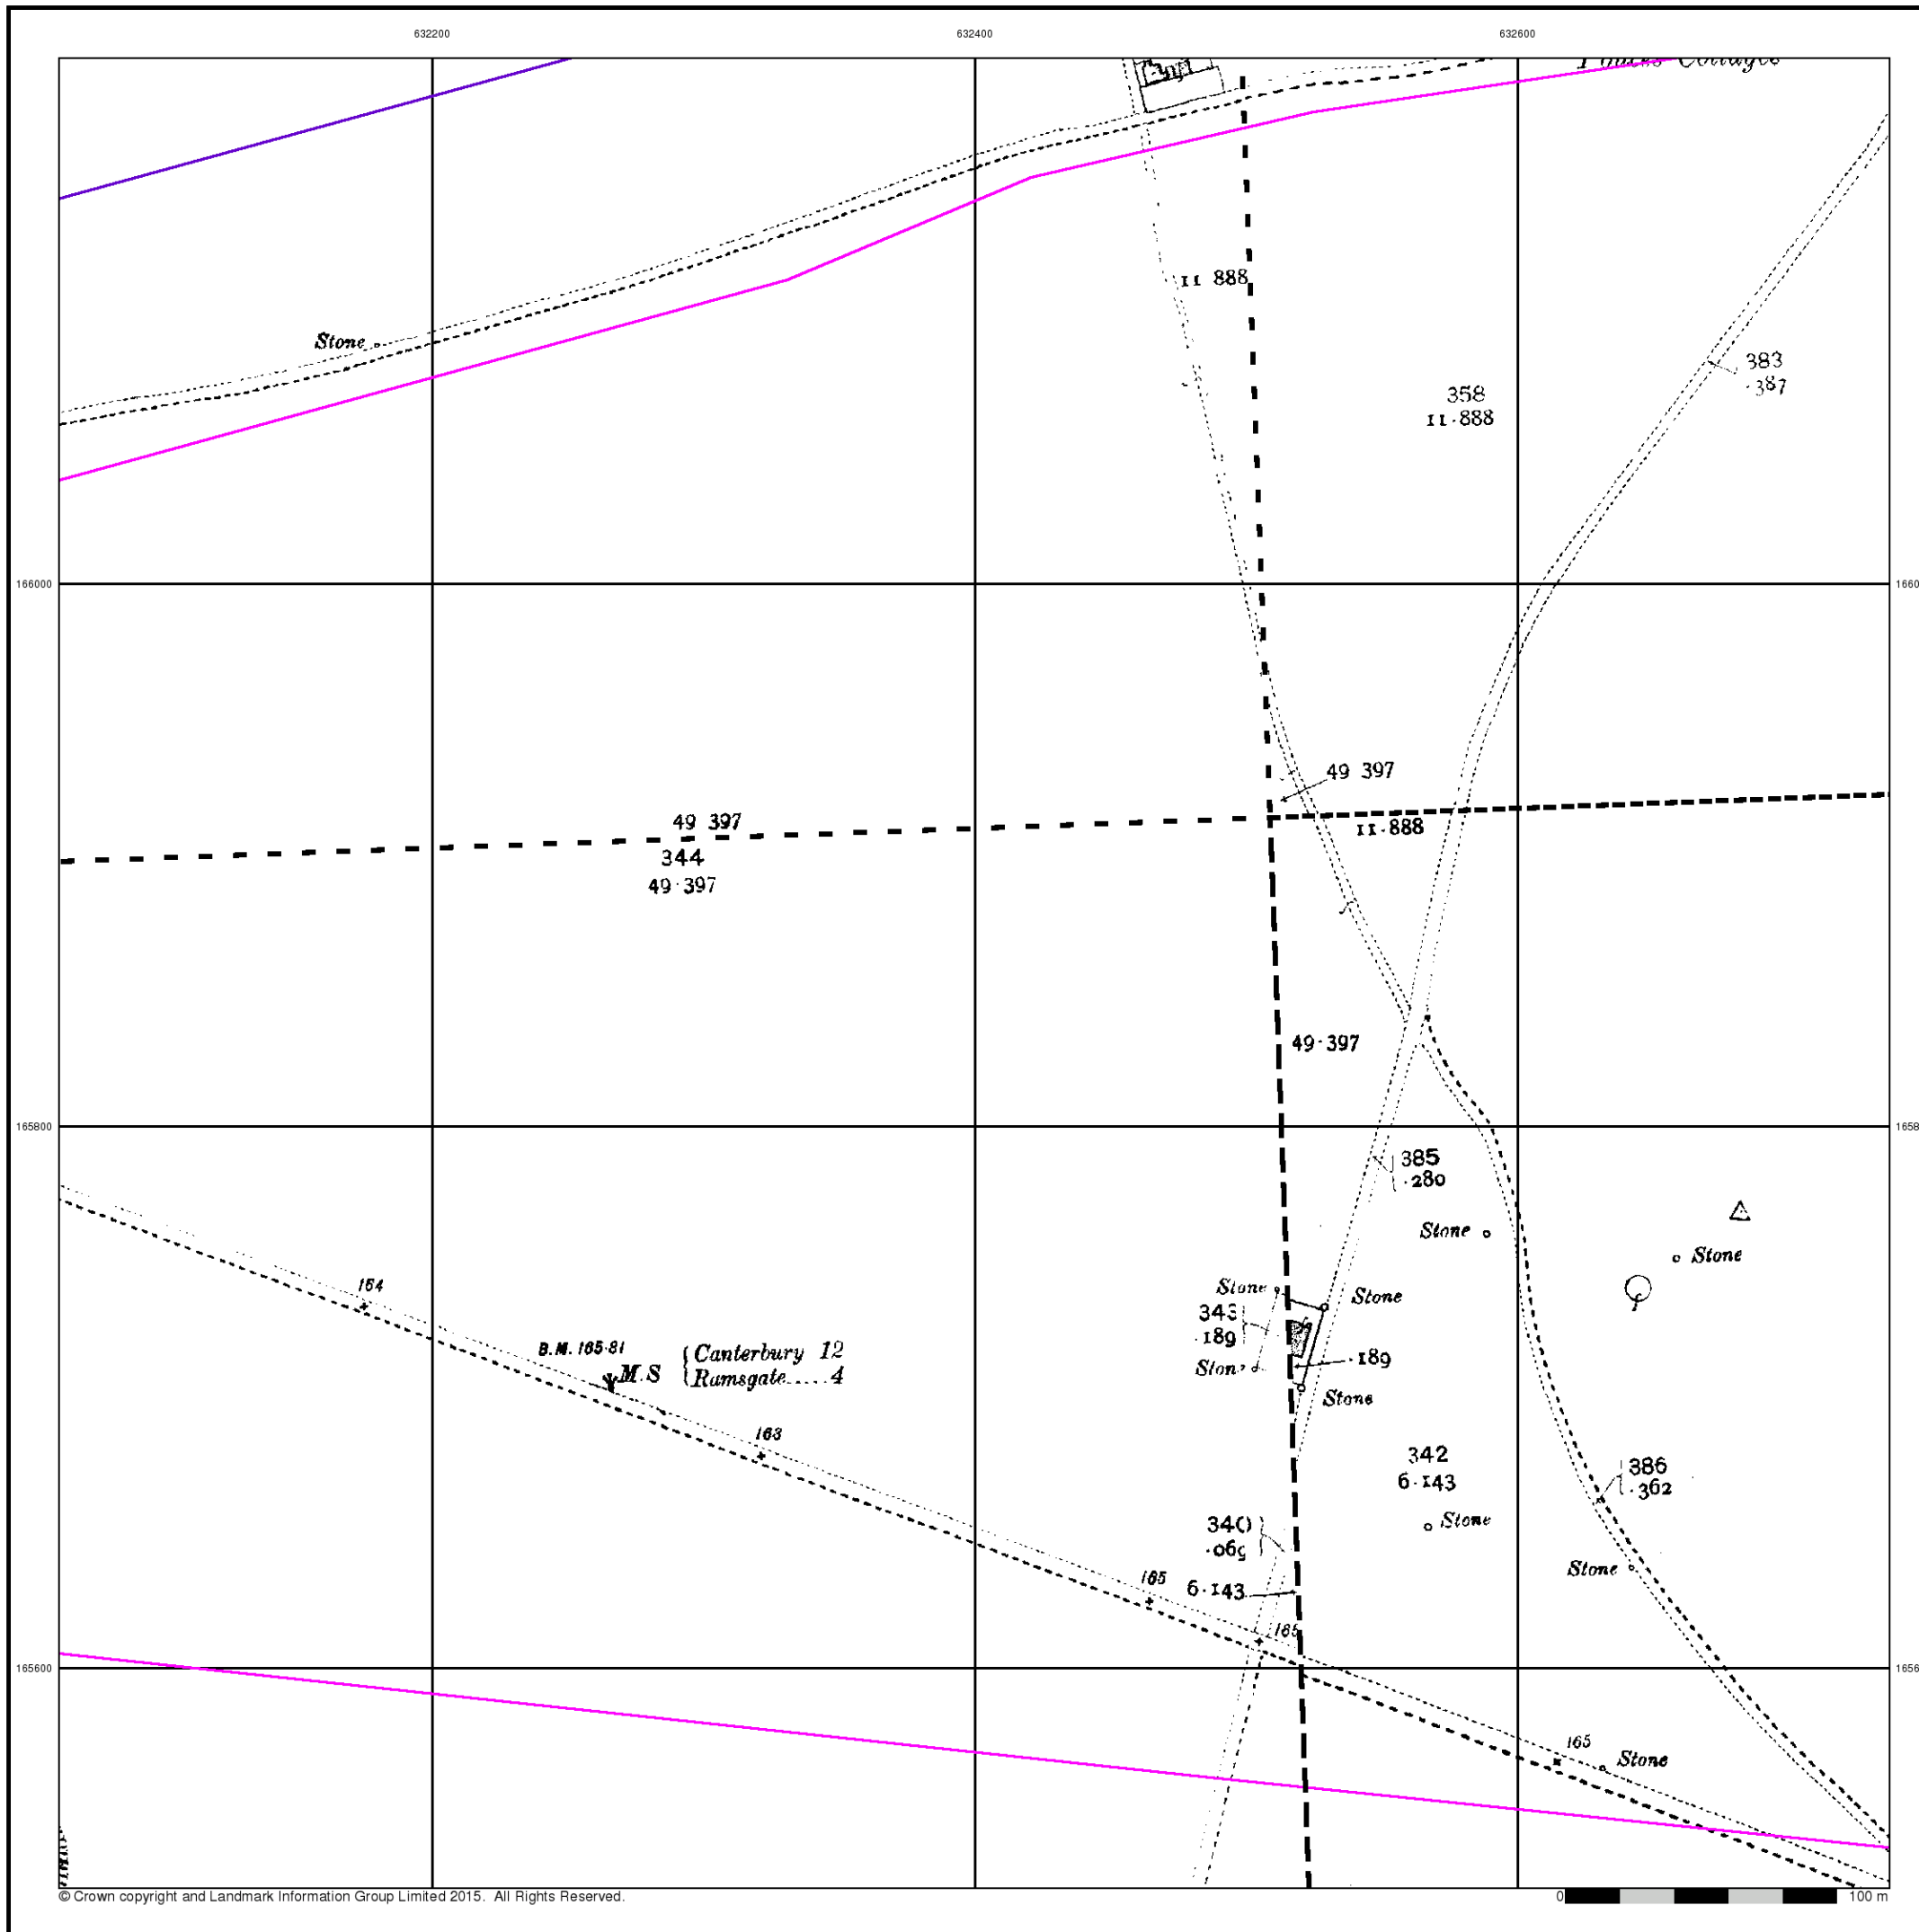 632200
632400
632600
Cottages
11 888
Stone
383
.387
358
11.888
166000
49 397
49 397
11.888
344
49.397
49.397
165800
385
.280
Stone
Stone
164
Stone
Stone
343
.189
B.M. 165.81
M.S
Canterbury 12
Ramsgate.....4
.189
Stone
163
342
6.143
386
.362
340
Stone
Stone
165
6.143
165
165600
165
Stone
© Crown copyright and Landmark Information Group Limited 2015. All Rights Reserved.
0 100 m